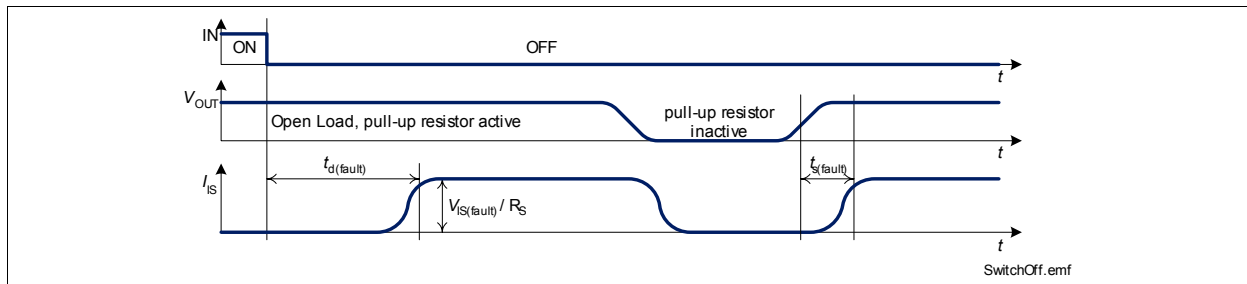 IN
ON
OFF
t
VOUT
Open Load, pull-up resistor active
pull-up resistor
inactive
t
td(fault)
ts(fault)
IIS
VIS(fault) / RS
t
SwitchOff.emf